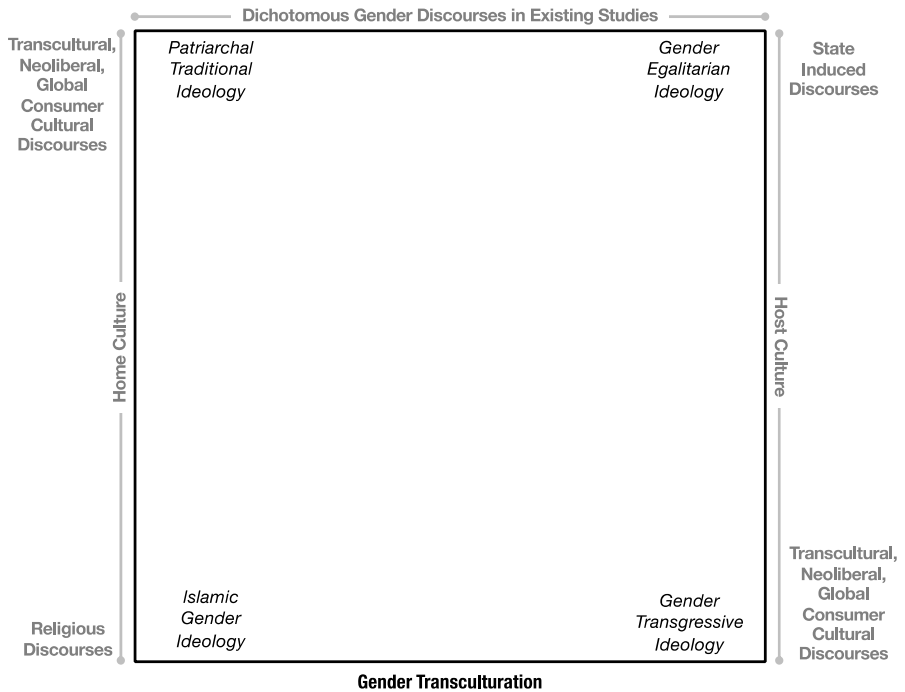 Dichotomous Gender Discourses in Existing Studies
Transcultural,
Neoliberal,
Global
Consumer
Cultural
Discourses
Patriarchal
Traditional
Ideology
Gender
Egalitarian
Ideology
State
Induced
Discourses
Home Culture
Host Culture
Religious
Discourses
Islamic
Gender
Ideology
Gender
Transgressive
Ideology
Transcultural,
Neoliberal,
Global
Consumer
Cultural
Discourses
Gender Transculturation